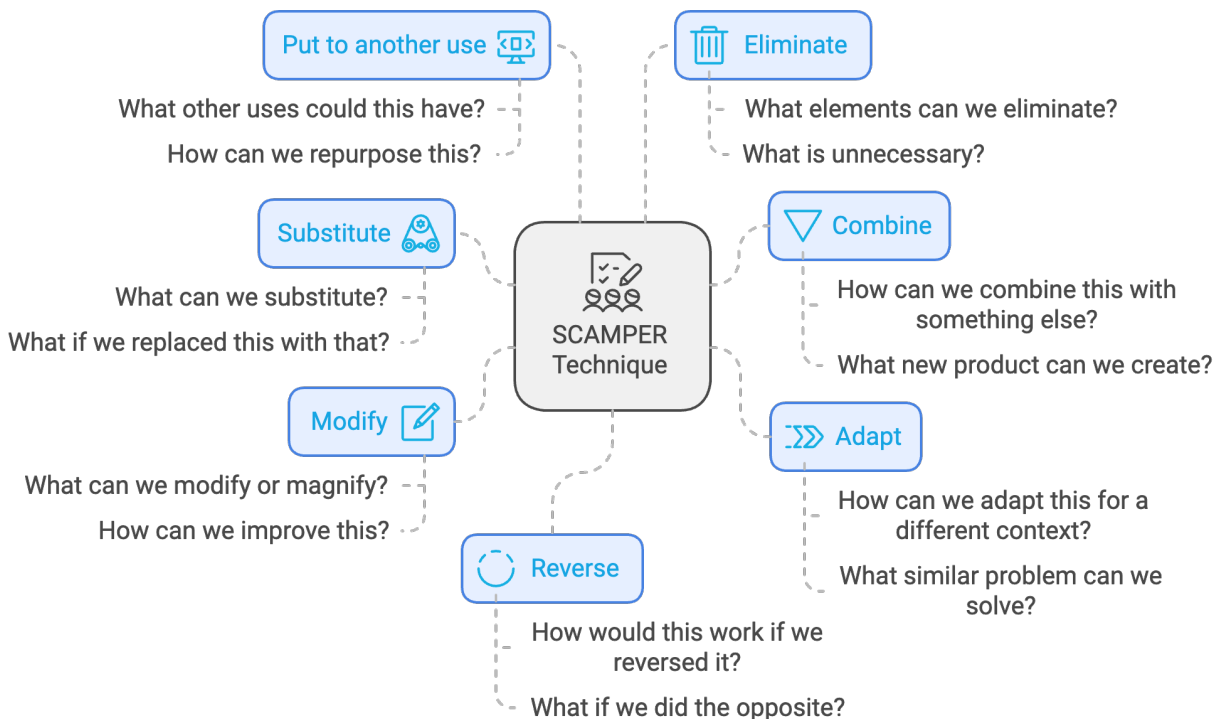 Put to another use
What other uses could this have?
How can we repurpose this?
Eliminate
What elements can we eliminate?
What is unnecessary?
Substitute
What can we substitute?
What if we replaced this with that?
SCAMPER
Technique
Combine
How can we combine this with
something else?
What new product can we create?
Modify
What can we modify or magnify?
How can we improve this?
Adapt
How can we adapt this for a
different context?
What similar problem can we
solve?
Reverse
How would this work if we
reversed it?
What if we did the opposite?